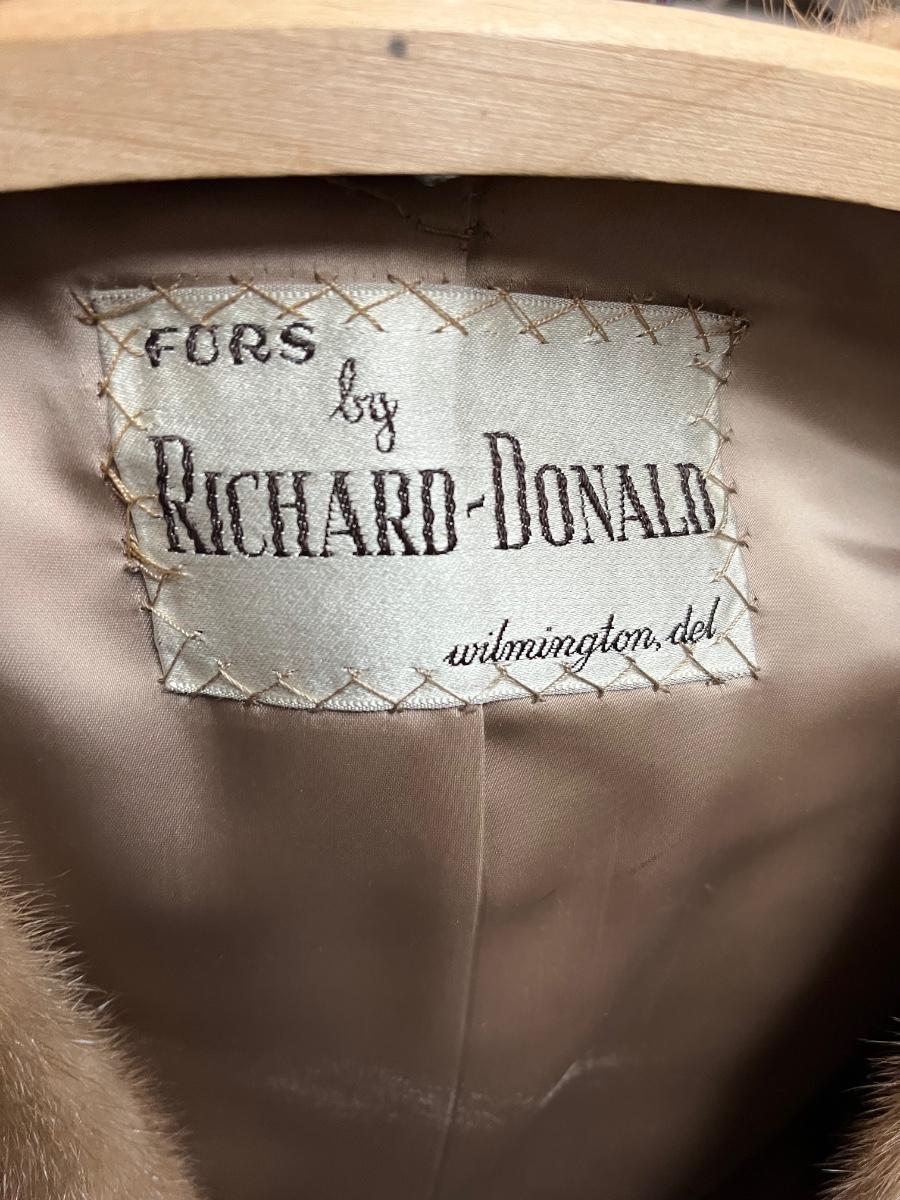 FURS
by
RICHARD-DONALD
wilmington, del